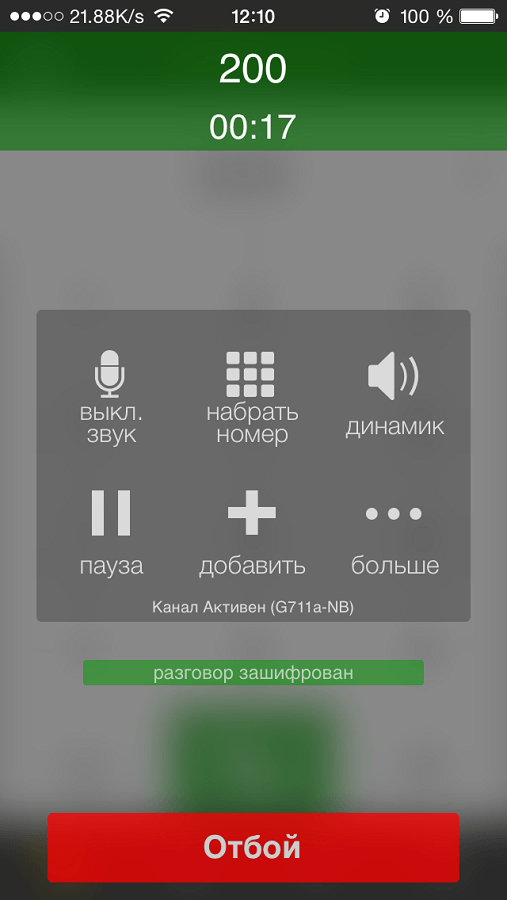 21.88K/s 12:10 100 %
200
00:17
выкл. набрать динамик
звук номер
пауза добавить больше
Канал Активен (G711a-NB)
разговор зашифрован
Отбой